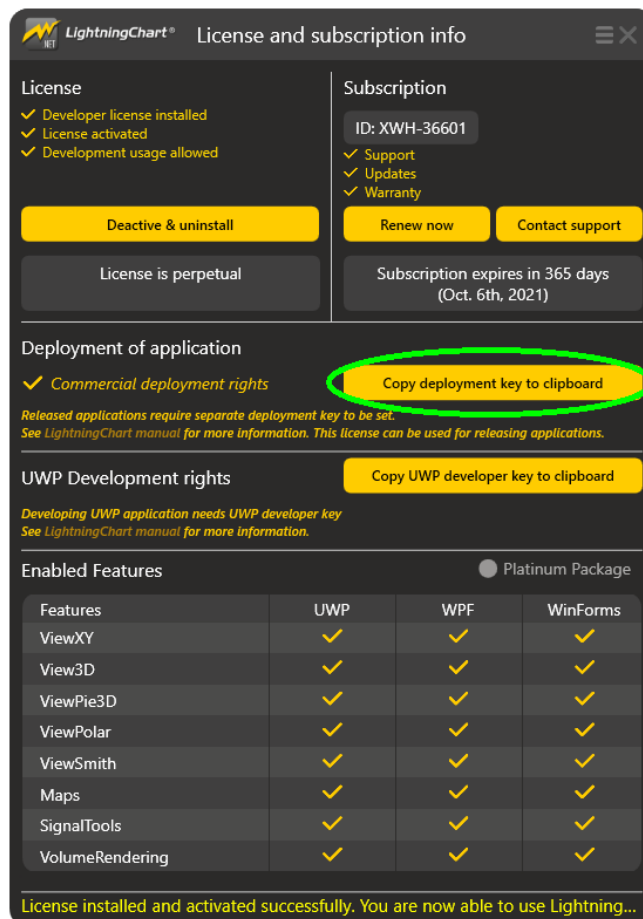 LightningChart® License and subscription info
.NET
License
Developer license installed
License activated
Development usage allowed
Deactive & uninstall
License is perpetual
Subscription
ID: XWH-36601
Support
Updates
Warranty
Renew now
Contact support
Subscription expires in 365 days
(Oct. 6th, 2021)
Deployment of application
Commercial deployment rights
Copy deployment key to clipboard
Released applications require separate deployment key to be set.
See LightningChart manual for more information. This license can be used for releasing applications.
UWP Development rights
Copy UWP developer key to clipboard
Developing UWP application needs UWP developer key
See LightningChart manual for more information.
Enabled Features
Platinum Package
Features UWP WPF WinForms
ViewXY
View3D
ViewPie3D
ViewPolar
ViewSmith
Maps
SignalTools
VolumeRendering
License installed and activated successfully. You are now able to use Lightning...